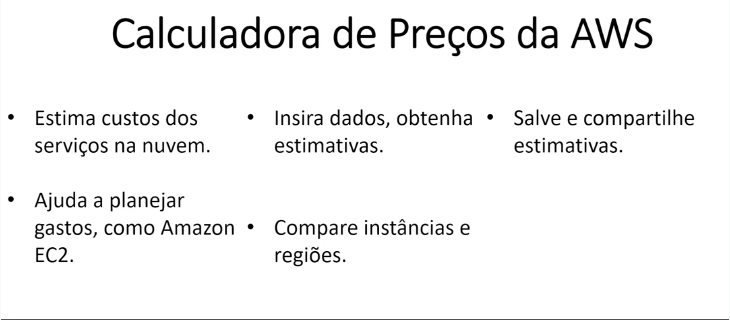 Calculadora de Preços da AWS
• Estima custos dos
serviços na nuvem.
• Ajuda a planejar
gastos, como Amazon
EC2.
• Insira dados, obtenha
estimativas.
• Compare instâncias e
regiões.
• Salve e compartilhe
estimativas.